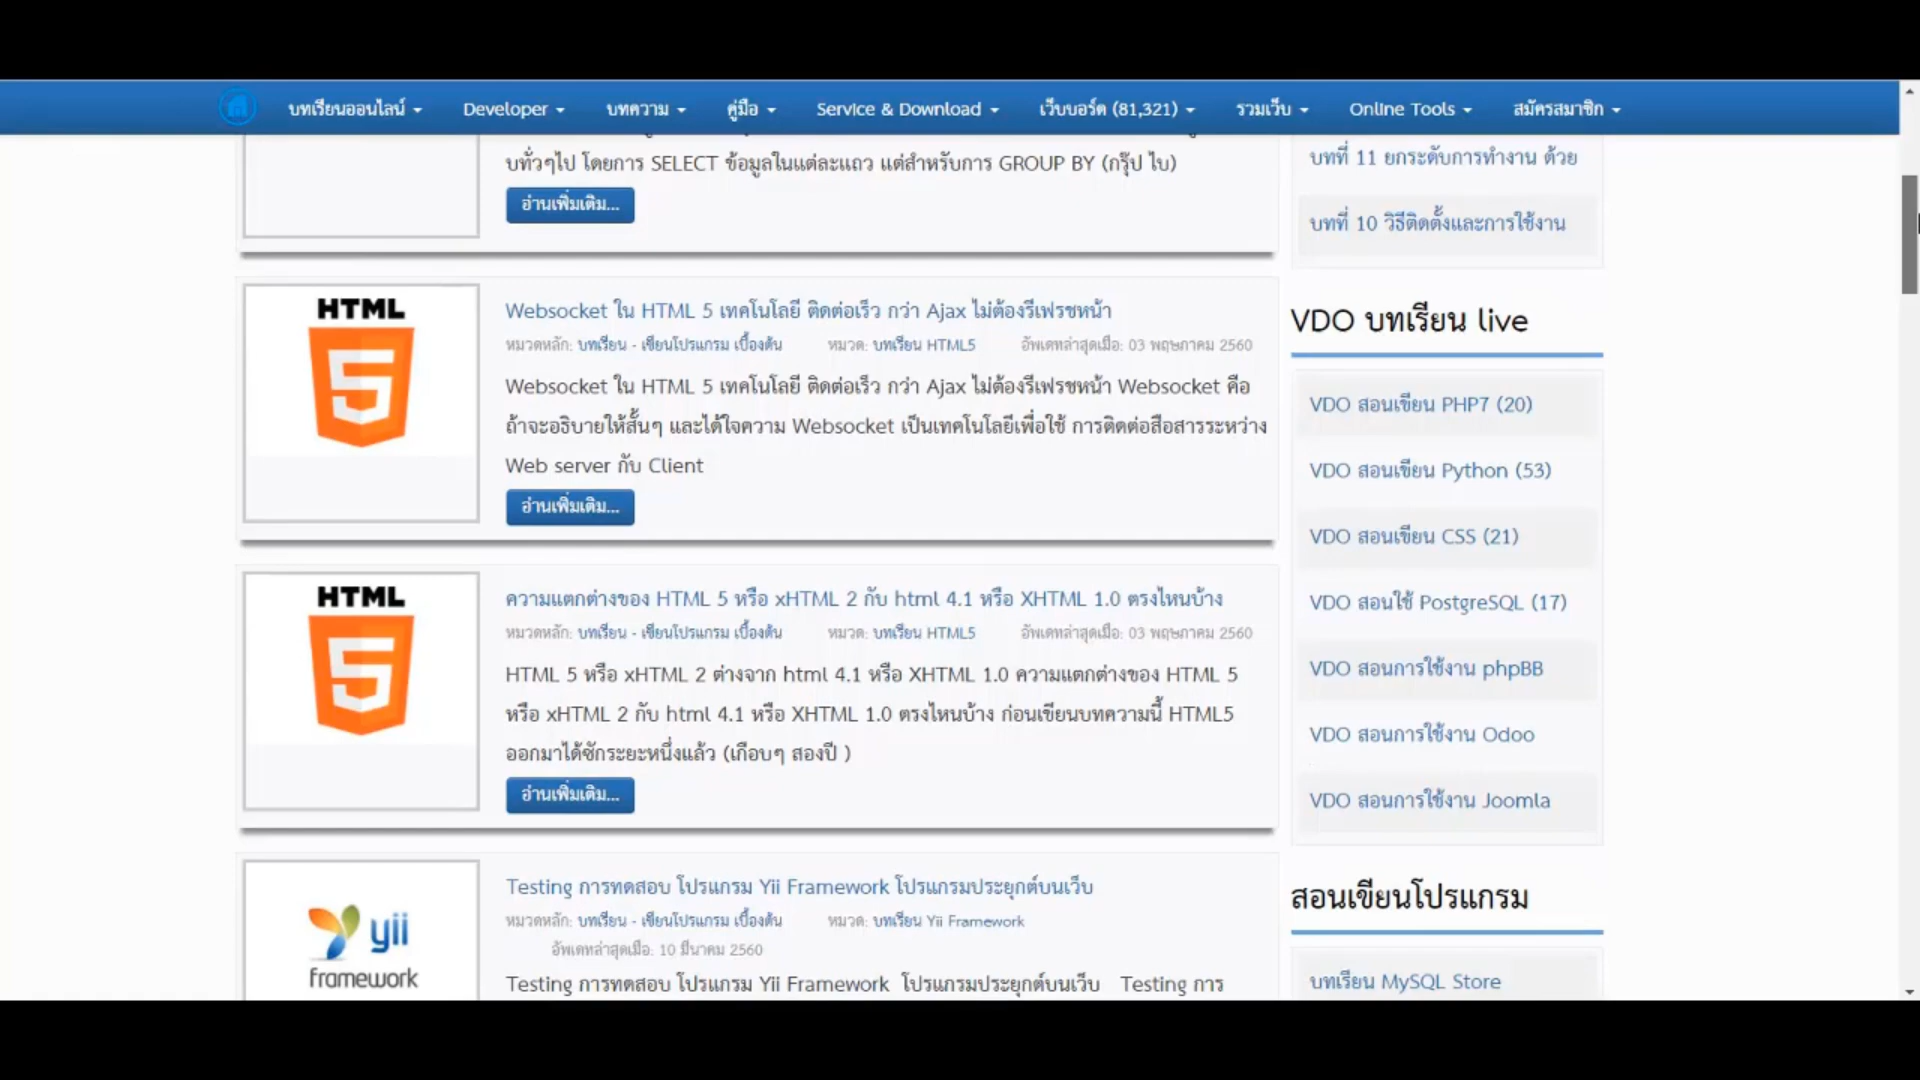 บทเรียนออนไลน์ Developer บทความ คู่มือ Service & Download เว็บบอร์ด (81,321) รวมเว็บ Online Tools สมัครสมาชิก
บทั่วๆไป โดยการ SELECT ข้อมูลในแต่ละแถว แต่สำหรับการ GROUP BY (กรุ๊ป ไบ)
อ่านเพิ่มเติม...
HTML
5
Websocket ใน HTML 5 เทคโนโลยี ติดต่อเร็ว กว่า Ajax ไม่ต้องรีเฟรชหน้า
หมวดหลัก: บทเรียน - เขียนโปรแกรม เบื้องต้น หมวด: บทเรียน HTML5 อัพเดทล่าสุดเมื่อ: 03 พฤษภาคม 2560
Websocket ใน HTML 5 เทคโนโลยี ติดต่อเร็ว กว่า Ajax ไม่ต้องรีเฟรชหน้า Websocket คือ
ถ้าจะอธิบายให้สั้นๆ และได้ใจความ Websocket เป็นเทคโนโลยีเพื่อใช้ การติดต่อสือสารระหว่าง
Web server กับ Client
อ่านเพิ่มเติม...
HTML
5
ความแตกต่างของ HTML 5 หรือ xHTML 2 กับ html 4.1 หรือ XHTML 1.0 ตรงไหนบ้าง
หมวดหลัก: บทเรียน - เขียนโปรแกรม เบื้องต้น หมวด: บทเรียน HTML5 อัพเดทล่าสุดเมื่อ: 03 พฤษภาคม 2560
HTML 5 หรือ xHTML 2 ต่างจาก html 4.1 หรือ XHTML 1.0 ความแตกต่างของ HTML 5
หรือ xHTML 2 กับ html 4.1 หรือ XHTML 1.0 ตรงไหนบ้าง ก่อนเขียนบทความนี้ HTML5
ออกมาได้ซักระยะหนึ่งแล้ว (เกือบๆ สองปี )
อ่านเพิ่มเติม...
yii
framework
Testing การทดสอบ โปรแกรม Yii Framework โปรแกรมประยุกต์บนเว็บ
หมวดหลัก: บทเรียน - เขียนโปรแกรม เบื้องต้น หมวด: บทเรียน Yii Framework
อัพเดทล่าสุดเมื่อ: 10 มีนาคม 2560
Testing การทดสอบ โปรแกรม Yii Framework โปรแกรมประยุกต์บนเว็บ Testing การ
บทที่ 11 ยกระดับการทำงาน ด้วย
บทที่ 10 วิธีติดตั้งและการใช้งาน
VDO บทเรียน live
VDO สอนเขียน PHP7 (20)
VDO สอนเขียน Python (53)
VDO สอนเขียน CSS (21)
VDO สอนใช้ PostgreSQL (17)
VDO สอนการใช้งาน phpBB
VDO สอนการใช้งาน Odoo
VDO สอนการใช้งาน Joomla
สอนเขียนโปรแกรม
บทเรียน MySQL Store